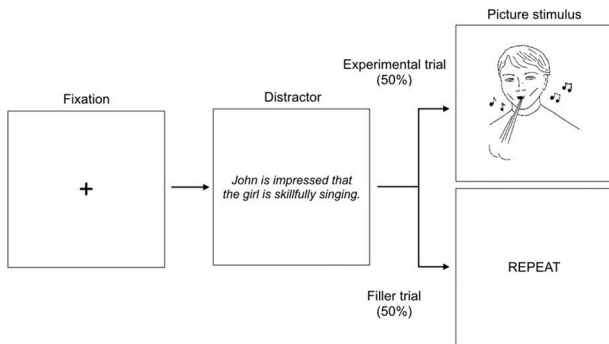 Picture stimulus
Experimental trial
(50%)
Fixation
Distractor
+
John is impressed that
the girl is skillfully singing.
REPEAT
Filler trial
(50%)